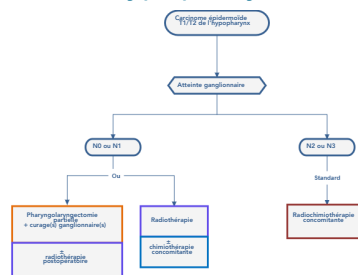 Carcinome épidermoïde
T1/T2 de l'hypopharynx
Atteinte ganglionnaire
N0 ou N1
N2 ou N3
Ou
Standard
Pharyngolaryngectomie
partielle
+ curage(s) ganglionnaire(s)
±
radiothérapie
postopératoire
Radiothérapie
±
chimiothérapie
concomitante
Radiochimiothérapie
concomitante